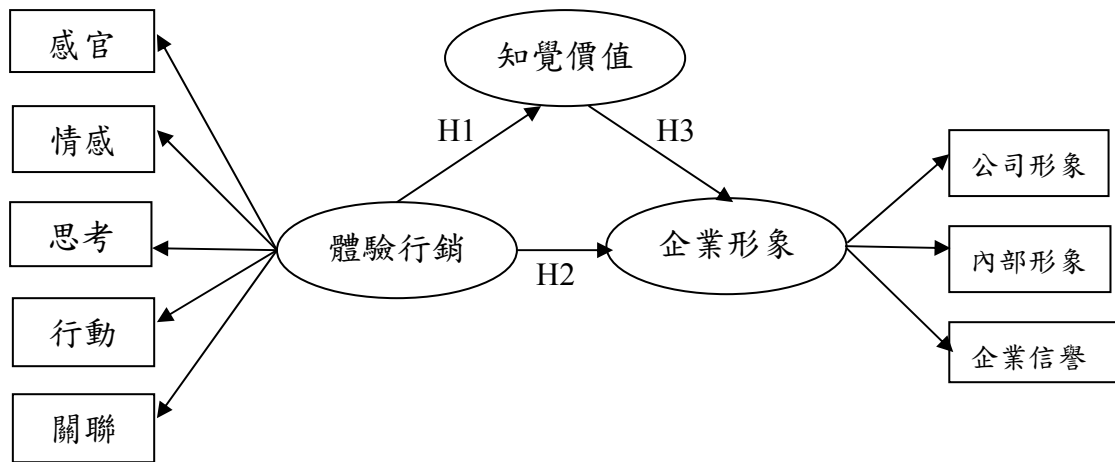 感官
情感
思考
行動
關聯
知覺價值
H1
H3
體驗行銷
H2
企業形象
公司形象
內部形象
企業信譽